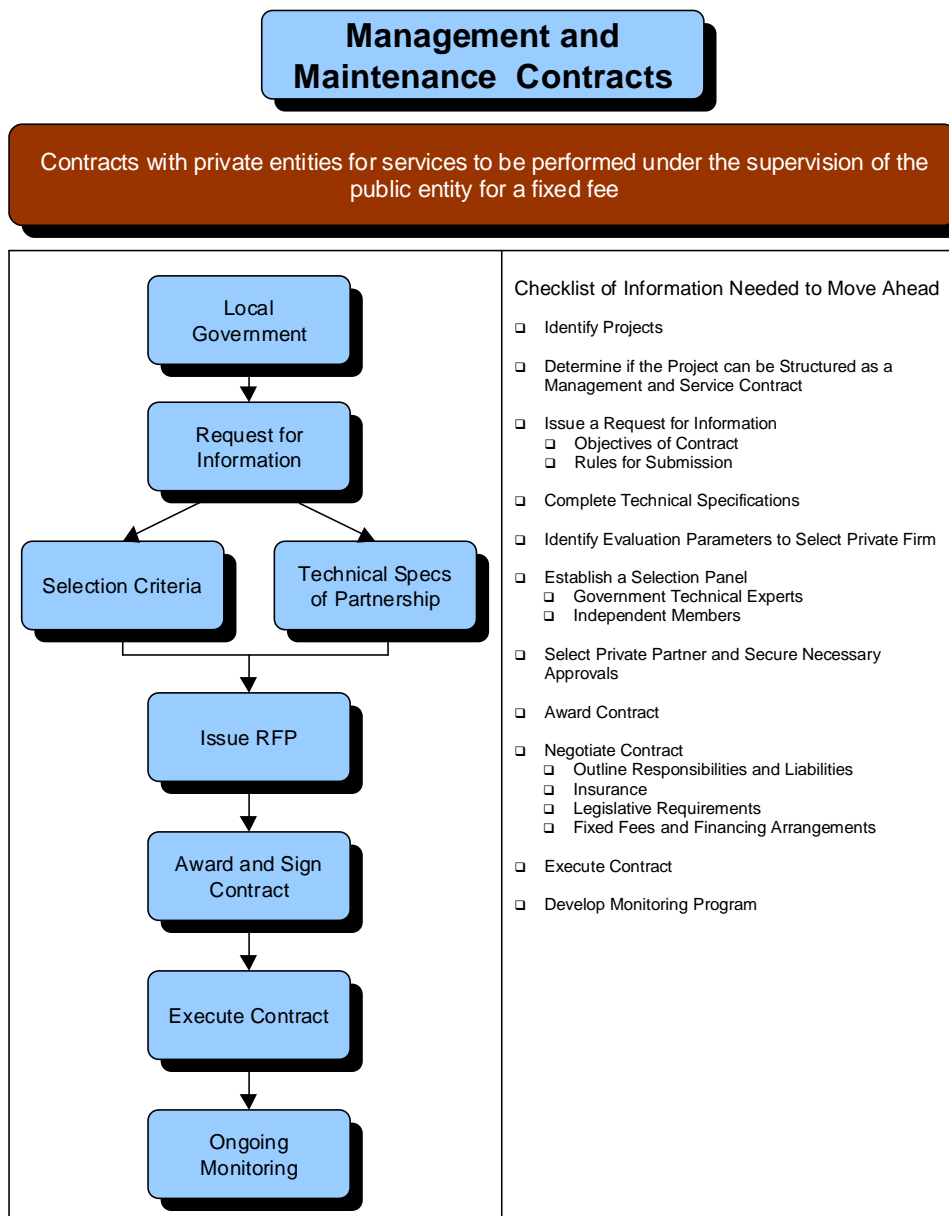 Management and
Maintenance Contracts
Contracts with private entities for services to be performed under the supervision of the
public entity for a fixed fee
Local
Government
Request for
Information
Selection Criteria
Technical Specs
of Partnership
Issue RFP
Award and Sign
Contract
Execute Contract
Ongoing
Monitoring
Checklist of Information Needed to Move Ahead
Identify Projects
Determine if the Project can be Structured as a
Management and Service Contract
Issue a Request for Information
Objectives of Contract
Rules for Submission
Complete Technical Specifications
Identify Evaluation Parameters to Select Private Firm
Establish a Selection Panel
Government Technical Experts
Independent Members
Select Private Partner and Secure Necessary
Approvals
Award Contract
Negotiate Contract
Outline Responsibilities and Liabilities
Insurance
Legislative Requirements
Fixed Fees and Financing Arrangements
Execute Contract
Develop Monitoring Program